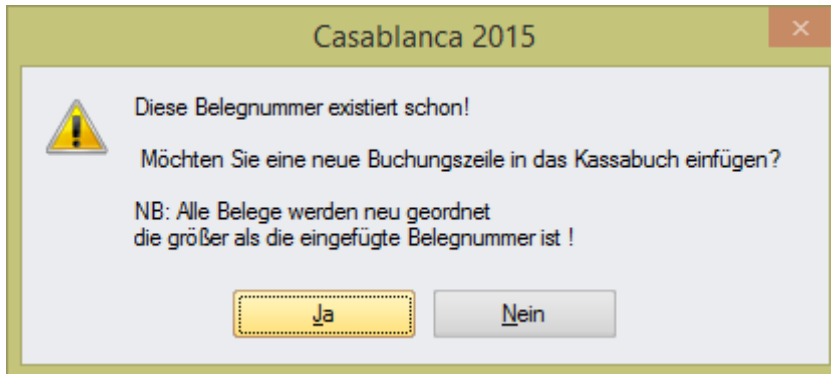 Casablanca 2015
Diese Belegnummer existiert schon!
Möchten Sie eine neue Buchungszeile in das Kassabuch einfügen?
NB: Alle Belege werden neu geordnet
die größer als die eingefügte Belegnummer ist !
Ja
Nein